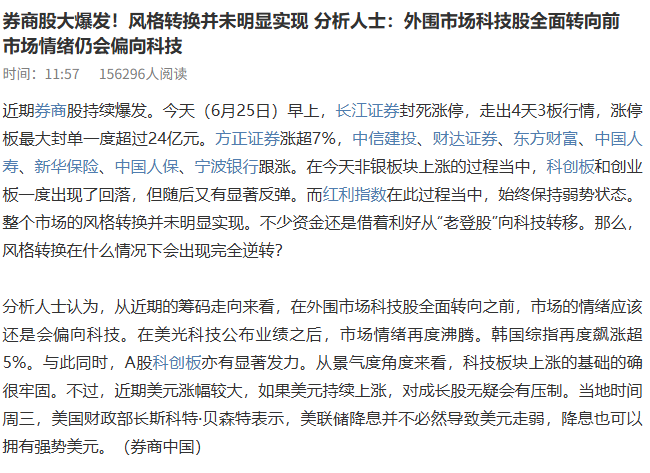 券商股大爆发！风格转换并未明显实现 分析人士：外围市场科技股全面转向前
市场情绪仍会偏向科技
时间：11:57 156296人阅读
近期券商股持续爆发。今天（6月25日）早上，长江证券封死涨停，走出4天3板行情，涨停
板最大封单一度超过24亿元。方正证券涨超7%，中信建投、财达证券、东方财富、中国人
寿、新华保险、中国人保、宁波银行跟涨。在今天非银板块上涨的过程当中，科创板和创业
板一度出现了回落，但随后又有显著反弹。而红利指数在此过程当中，始终保持弱势状态。
整个市场的风格转换并未明显实现。不少资金还是借着利好从“老登股”向科技转移。那么，
风格转换在什么情况下会出现完全逆转？
分析人士认为，从近期的筹码走向来看，在外围市场科技股全面转向之前，市场的情绪应该
还是会偏向科技。在美光科技公布业绩之后，市场情绪再度沸腾。韩国综指再度飙涨超
5%。与此同时，A股科创板亦有显著发力。从景气度角度来看，科技板块上涨的基础的确
很牢固。不过，近期美元涨幅较大，如果美元持续上涨，对成长股无疑会有压制。当地时间
周三，美国财政部长斯科特·贝森特表示，美联储降息并不必然导致美元走弱，降息也可以
拥有强势美元。（券商中国）